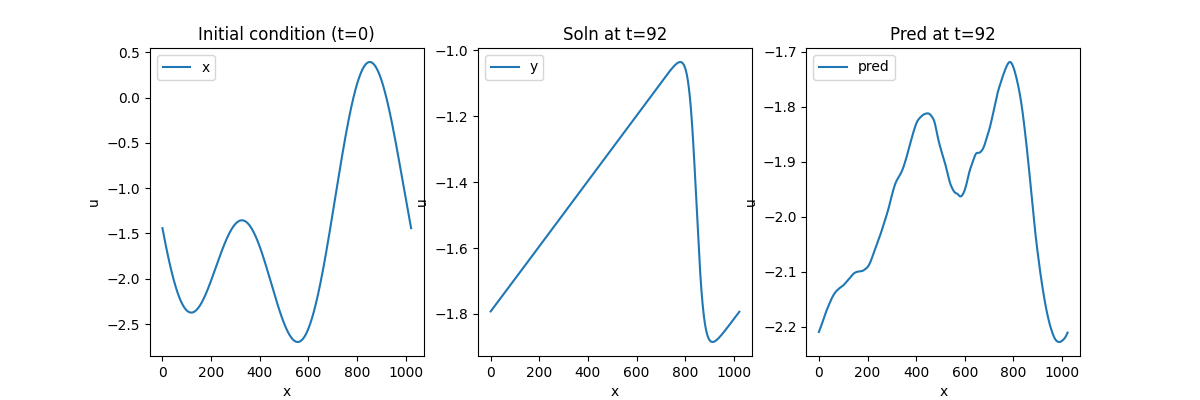 Initial condition (t=0)
x
0.5
0.0
−0.5
−1.0
−1.5
−2.0
−2.5
u
0 200 400 600 800 1000
x
Soln at t=92
y
−1.0
−1.2
−1.4
−1.6
−1.8
u
0 200 400 600 800 1000
x
Pred at t=92
pred
−1.7
−1.8
−1.9
−2.0
−2.1
−2.2
u
0 200 400 600 800 1000
x